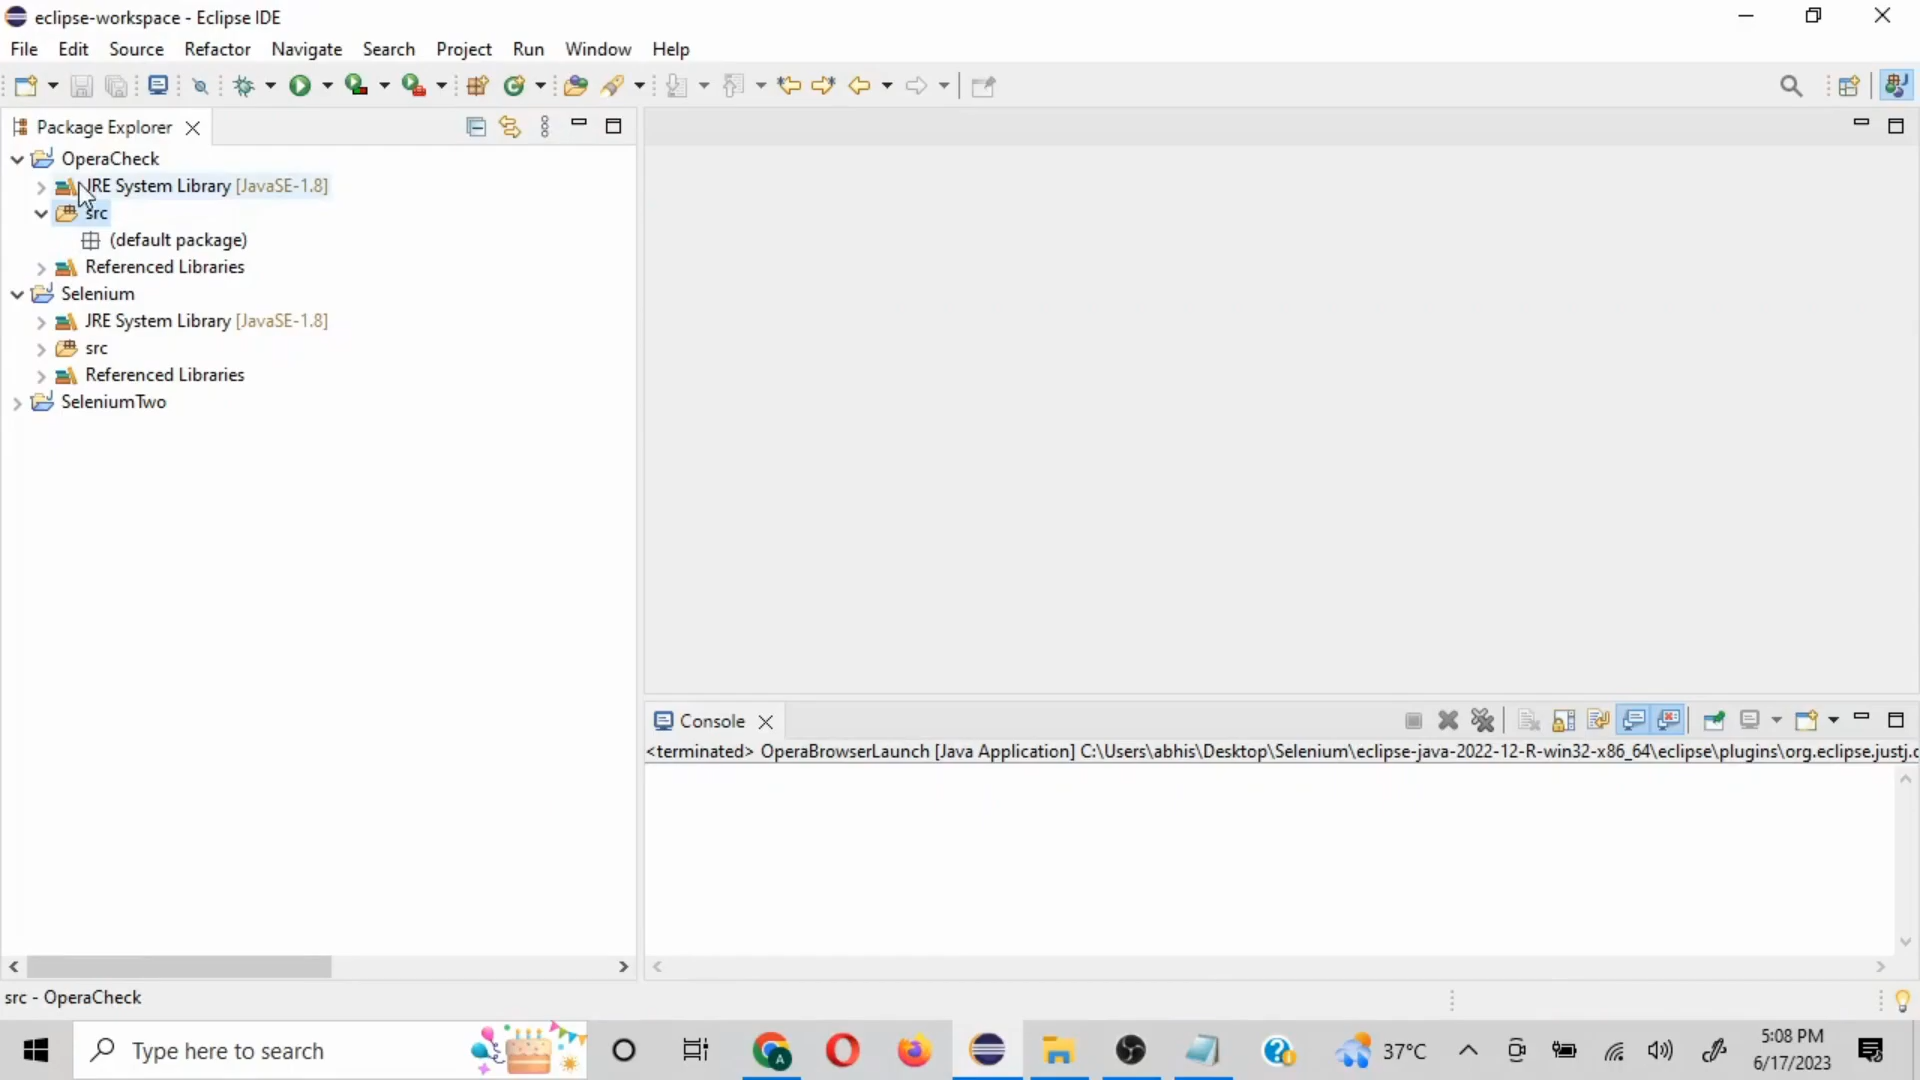 eclipse-workspace - Eclipse IDE
File Edit Source Refactor Navigate Search Project Run Window Help
Package Explorer
OperaCheck
JRE System Library [JavaSE-1.8]
src
(default package)
Referenced Libraries
Selenium
JRE System Library [JavaSE-1.8]
src
Referenced Libraries
SeleniumTwo
Console
<terminated> OperaBrowserLaunch [Java Application] C:\Users\abhis\Desktop\Selenium\eclipse-java-2022-12-R-win32-x86_64\eclipse\plugins\org.eclipse.justj.c
src - OperaCheck
Type here to search
A
37°C
5:08 PM
6/17/2023